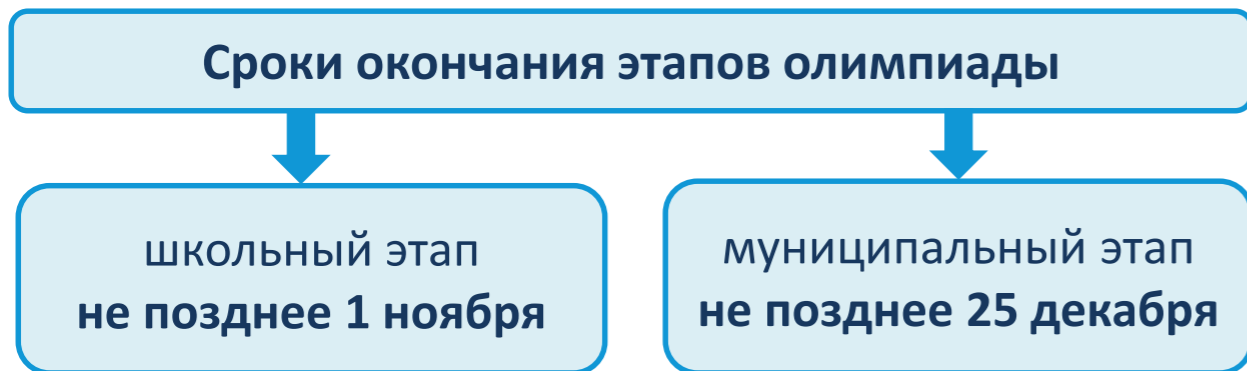 Сроки окончания этапов олимпиады
школьный этап
не позднее 1 ноября
муниципальный этап
не позднее 25 декабря